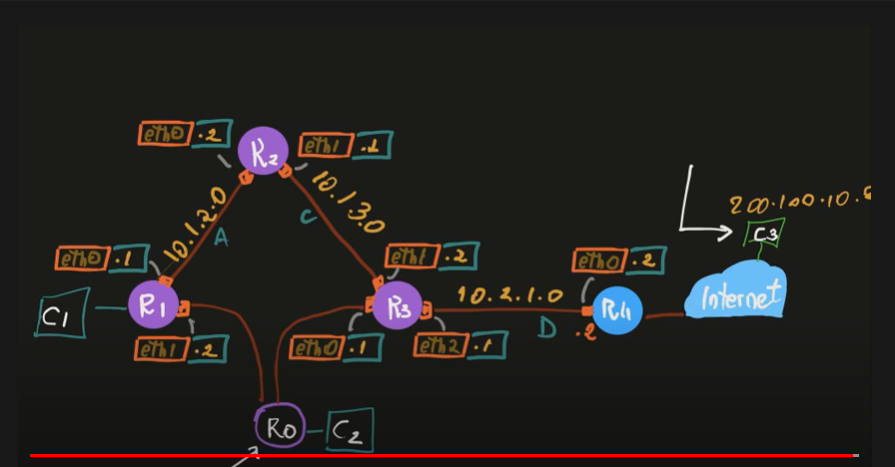 eth0 .2
R2
eth1 .1
10.1.2.0
10.1.3.0
A
C
200.100.10.
C3
eth0 .1
eth1 .2
eth0 .2
C1
R1
R3
10.2.1.0
D
.2
R4
Internet
eth1 .2
eth0 .1
eth2 .1
R0
C2